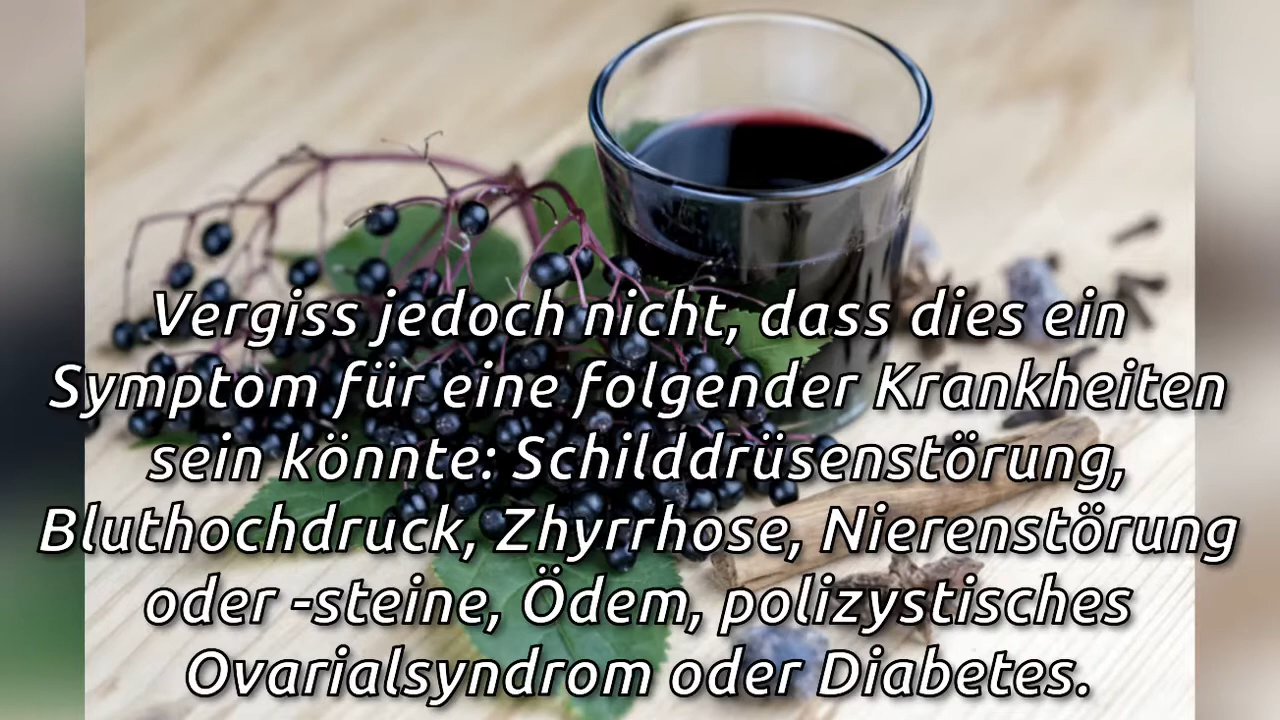 Vergiss jedoch nicht, dass dies ein
Symptom für eine folgender Krankheiten
sein könnte: Schilddrüsenstörung,
Bluthochdruck, Zhyrrhose, Nierenstörung
oder -steine, Ödem, polizystisches
Ovarialsyndrom oder Diabetes.